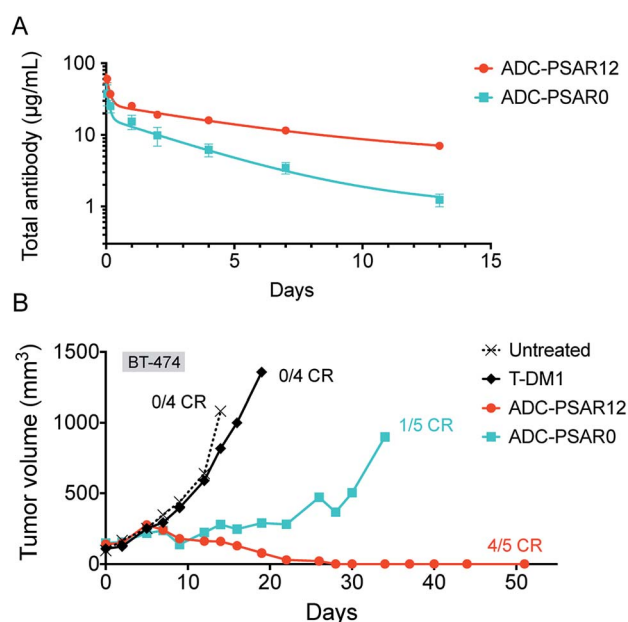 A
ADC-PSAR12
ADC-PSAR0
Total antibody (µg/mL)
100
10
1
0
5
10
15
Days
B
Untreated
T-DM1
ADC-PSAR12
ADC-PSAR0
Tumor volume (mm³)
1500
1000
500
0
BT-474
0/4 CR
0/4 CR
1/5 CR
4/5 CR
0
10
20
30
40
50
Days